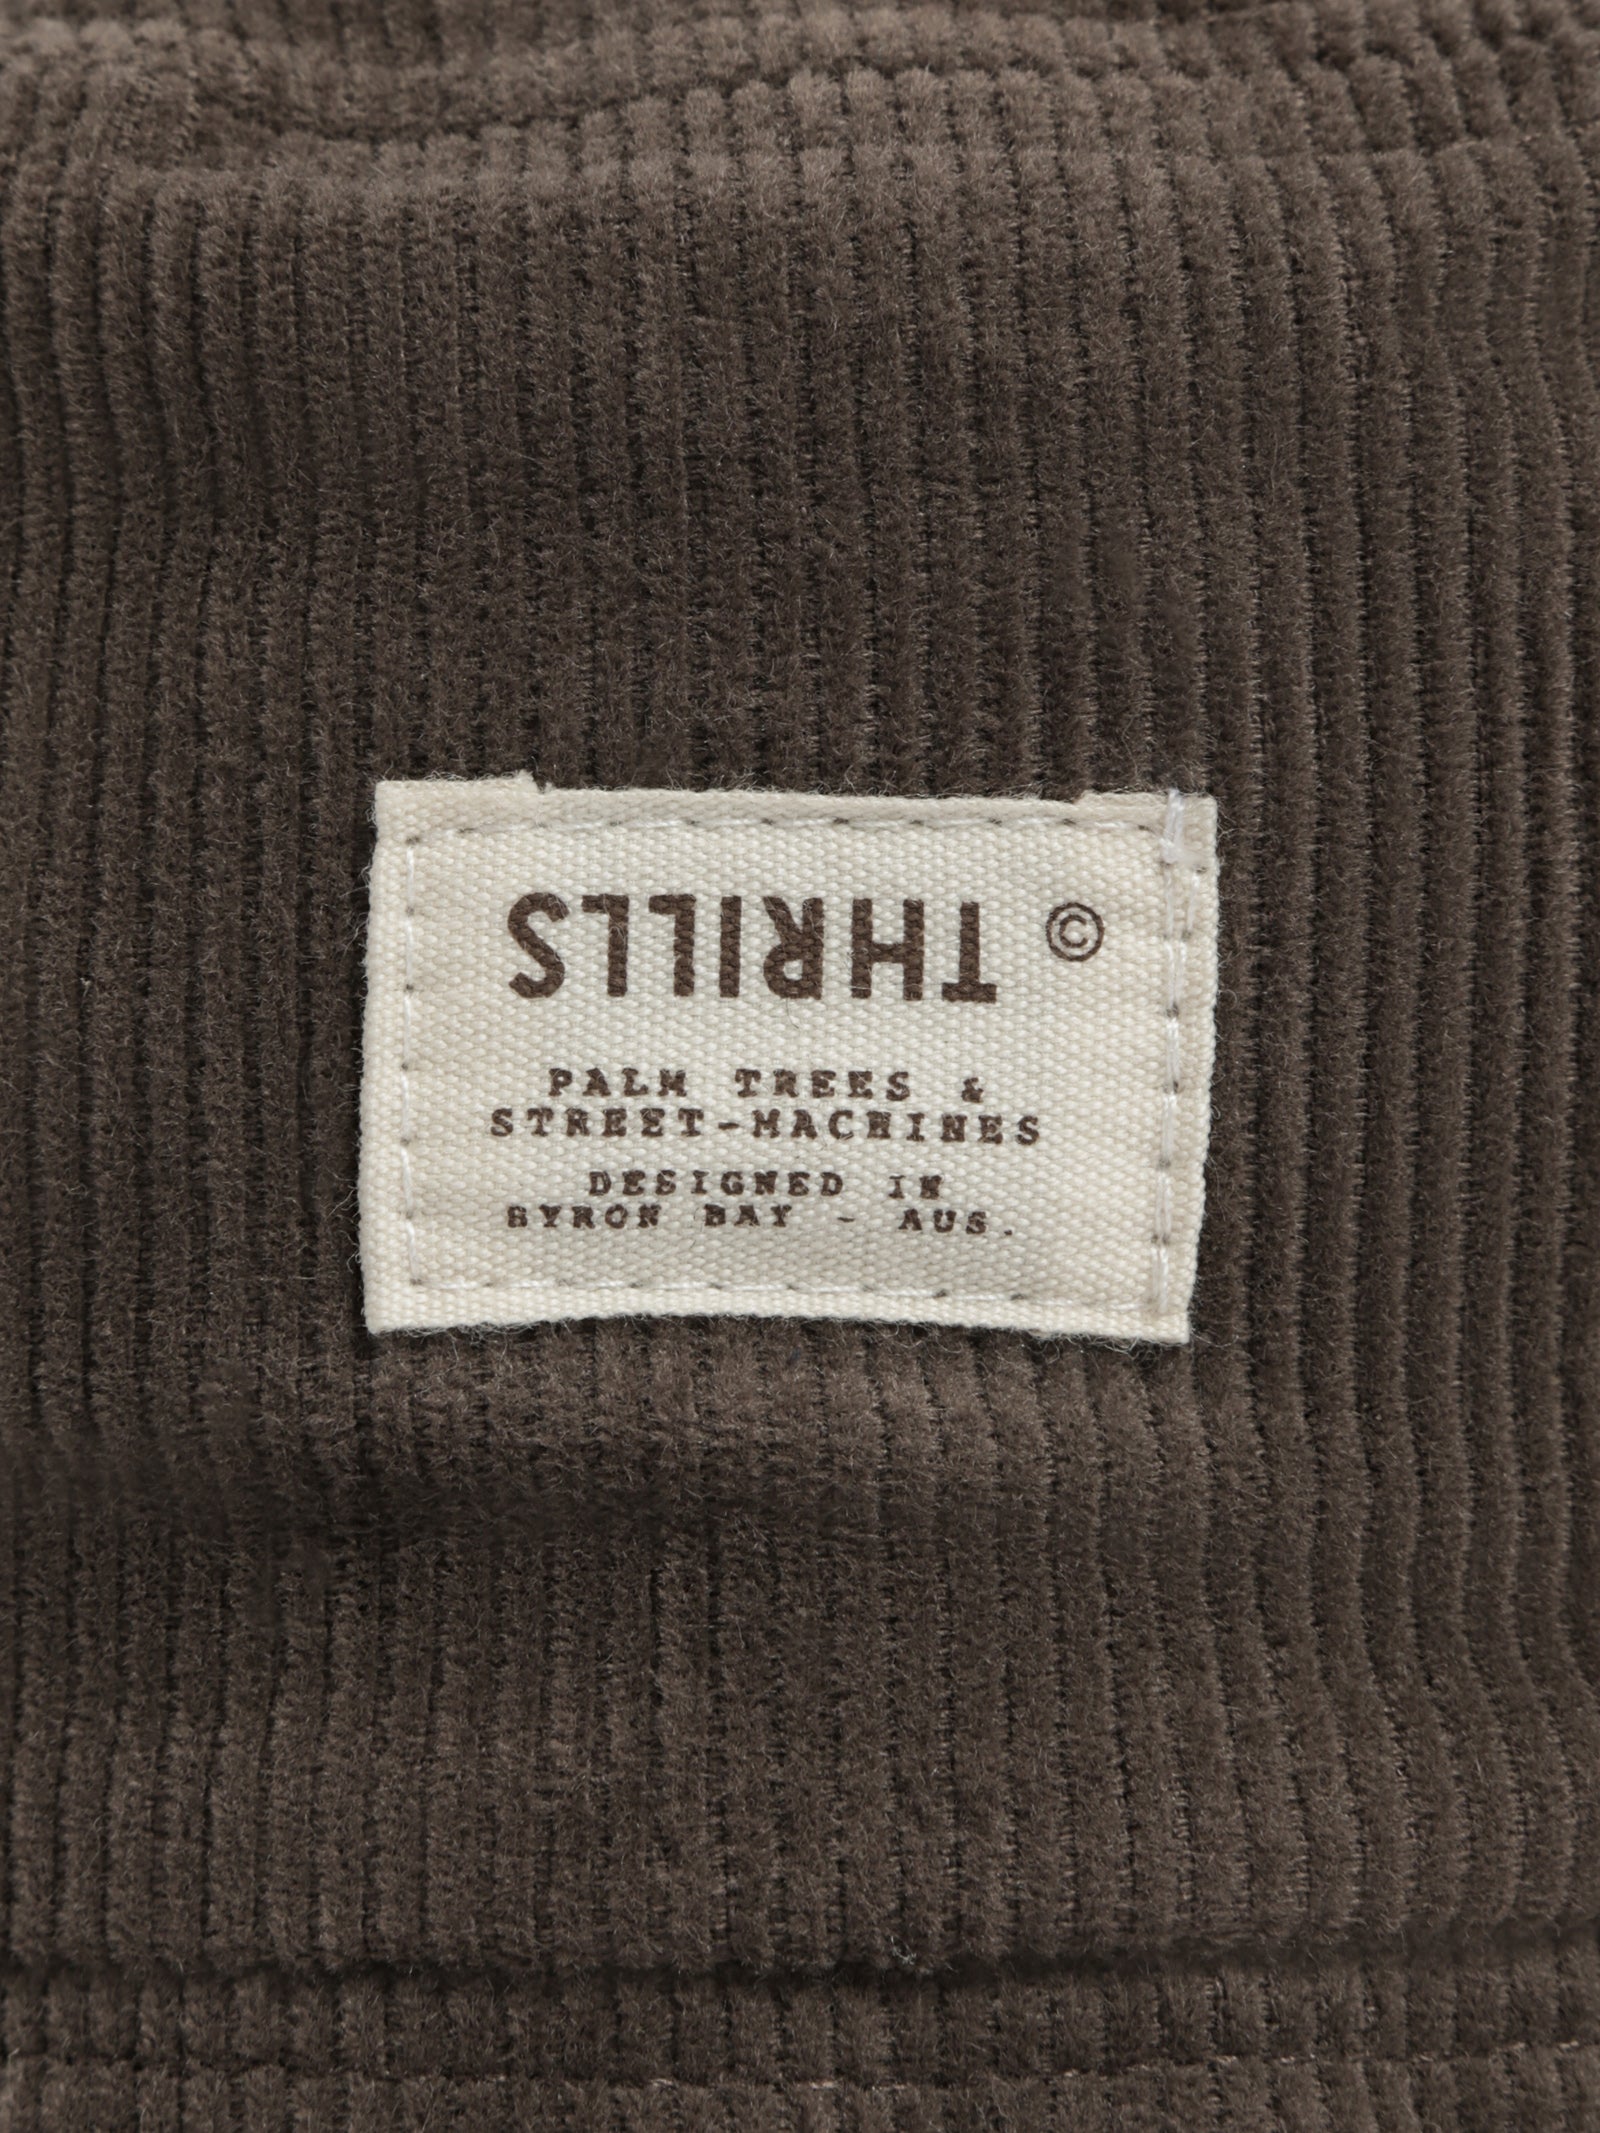 THRILLS ©
PALM TREES &
STREET-MACHINES
DESIGNED IN
BYRON BAY - AUS.